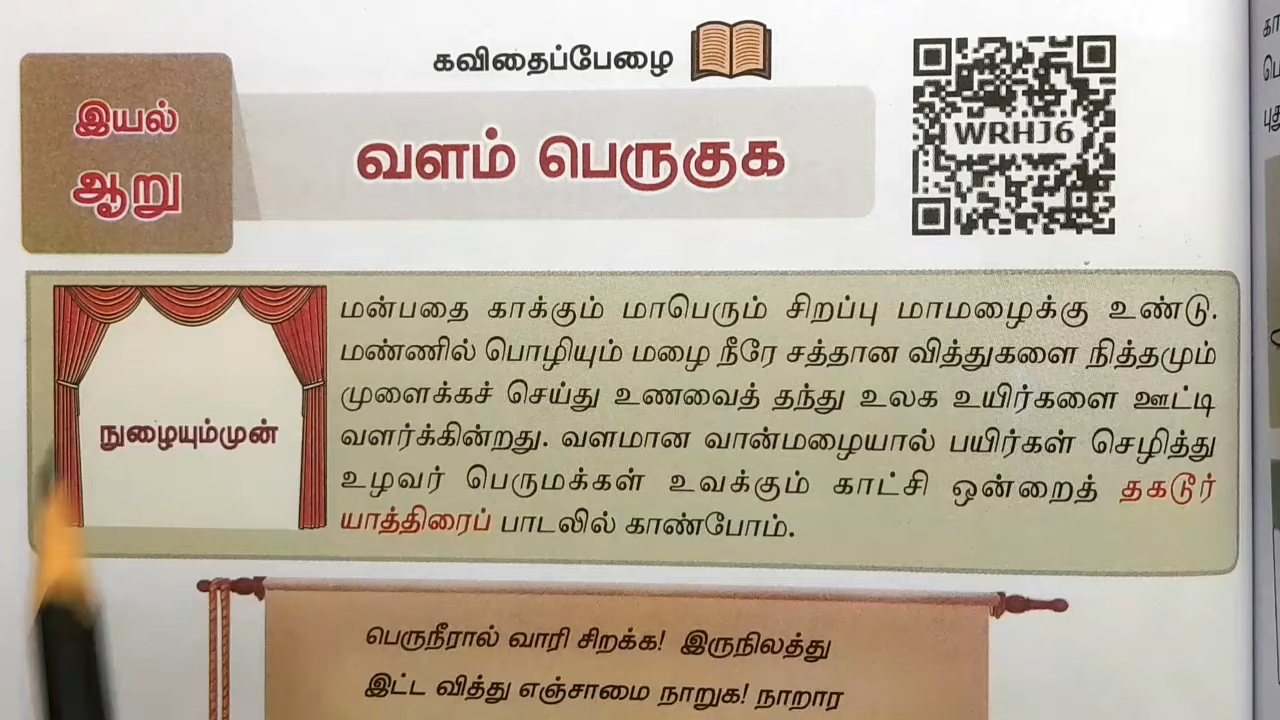 கவிதைப்பேழை
இயல்
ஆறு
வளம் பெருகுக
WRHJ6
மன்பதை காக்கும் மாபெரும் சிறப்பு மாமழைக்கு உண்டு.
மண்ணில் பொழியும் மழை நீரே சத்தான வித்துகளை நித்தமும்
முளைக்கச் செய்து உணவைத் தந்து உலக உயிர்களை ஊட்டி
வளர்க்கின்றது. வளமான வான்மழையால் பயிர்கள் செழித்து
உழவர் பெருமக்கள் உவக்கும் காட்சி ஒன்றைத் தகடூர்
யாத்திரைப் பாடலில் காண்போம்.
நுழையும்முன்
பெருநீரால் வாரி சிறக்க! இருநிலத்து
இட்ட வித்து எஞ்சாமை நாறுக! நாறார